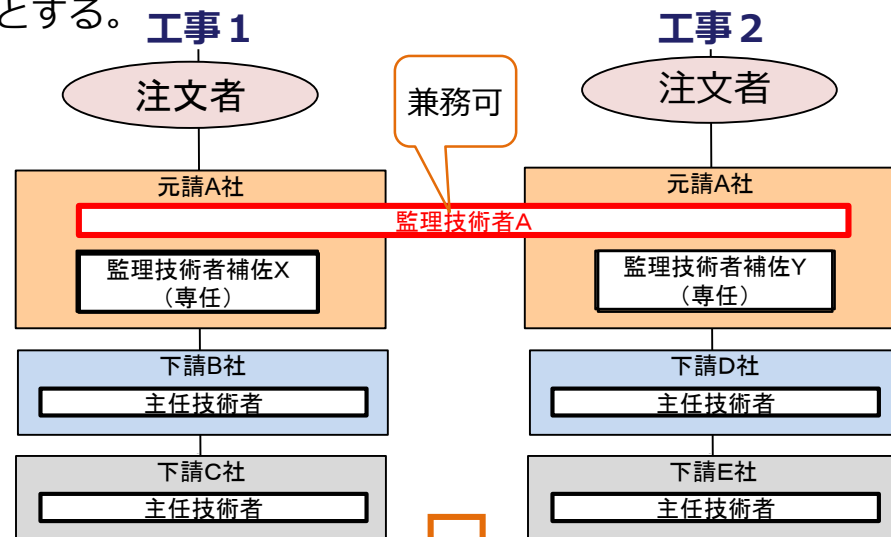 とする。
工事1
工事2
注文者
注文者
兼務可
元請A社
元請A社
監理技術者A
監理技術者補佐X
（専任）
監理技術者補佐Y
（専任）
下請B社
主任技術者
下請D社
主任技術者
下請C社
主任技術者
下請E社
主任技術者